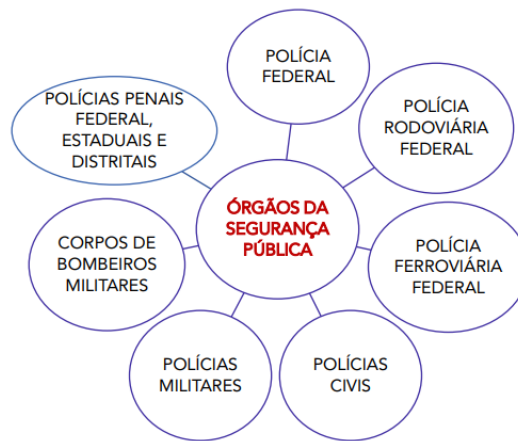 POLÍCIA
FEDERAL
POLÍCIAS PENAIS
FEDERAL,
ESTADUAIS E
DISTRITAIS
POLÍCIA
RODOVIÁRIA
FEDERAL
ÓRGÃOS DA
SEGURANÇA
PÚBLICA
CORPOS DE
BOMBEIROS
MILITARES
POLÍCIA
FERROVIÁRIA
FEDERAL
POLÍCIAS
MILITARES
POLÍCIAS
CIVIS